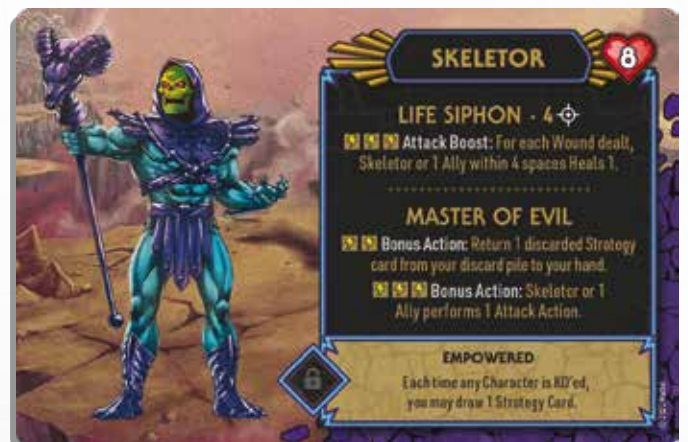 SKELETOR
8
LIFE SIPHON - 4
Attack Boost: For each Wound dealt,
Skeletor or 1 Ally within 4 spaces Heals 1.
MASTER OF EVIL
Bonus Action: Return 1 discarded Strategy
card from your discard pile to your hand.
Bonus Action: Skeletor or 1
Ally performs 1 Attack Action.
EMPOWERED
Each time any Character is KO'ed,
you may draw 1 Strategy Card.